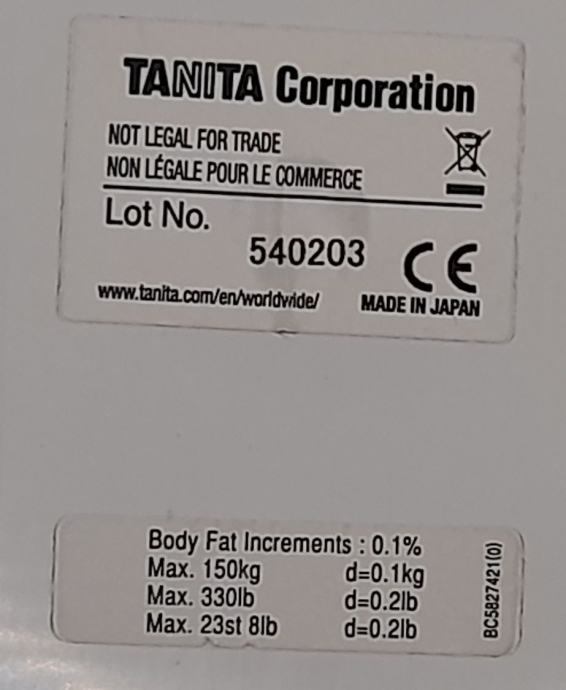 TANITA Corporation
NOT LEGAL FOR TRADE
NON LÉGALE POUR LE COMMERCE
Lot No.
540203
CE
www.tanita.com/en/worldwide/ MADE IN JAPAN
Body Fat Increments : 0.1%
Max. 150kg d=0.1kg
Max. 330lb d=0.2lb
Max. 23st 8lb d=0.2lb
BC5827421(0)